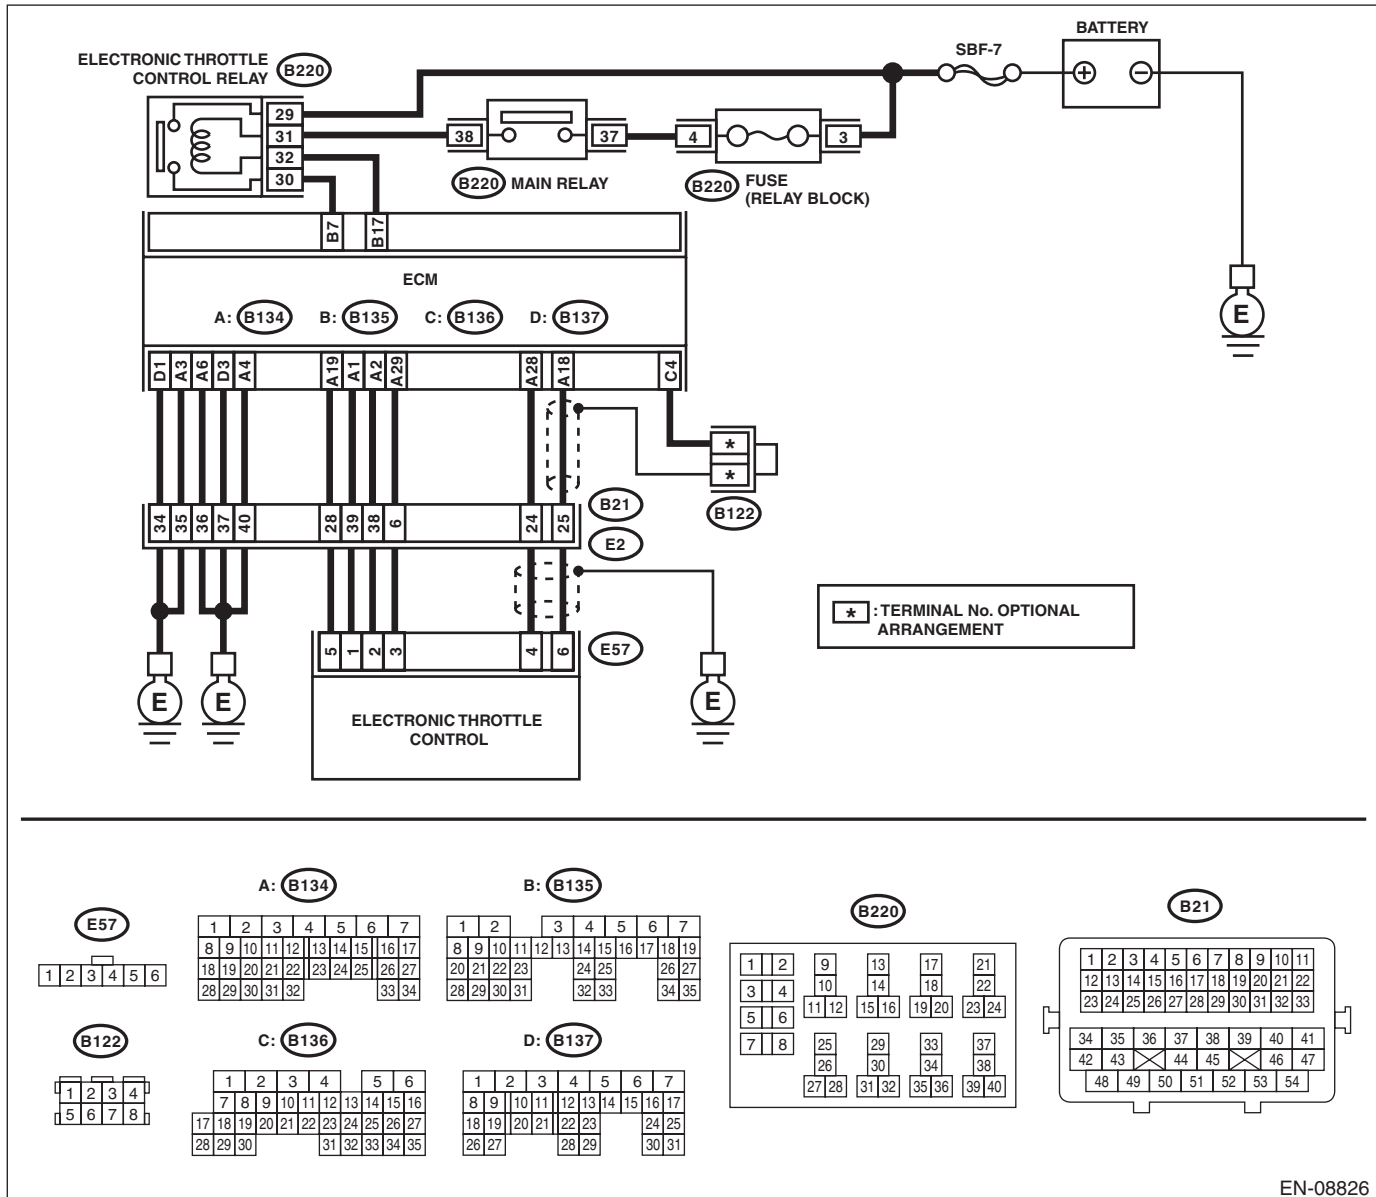 BATTERY
SBF-7
ELECTRONIC THROTTLE
CONTROL RELAY B220
29
31
32
30
38 37
4 3
B220 MAIN RELAY
B220 FUSE
(RELAY BLOCK)
B7 B17
ECM
A: B134 B: B135 C: B136 D: B137
E
D1 A3 A6 D3 A4 A19 A1 A2 A29 A28 A18 C4
*
*
B122
34 35 36 37 40 28 39 38 6 24 25
B21
E2
* : TERMINAL No. OPTIONAL
ARRANGEMENT
5 1 2 3 4 6
E57
E E E
ELECTRONIC THROTTLE
CONTROL
E57
1 2 3 4 5 6
A: B134
1 2 3 4 5 6 7
8 9 10 11 12 13 14 15 16 17
18 19 20 21 22 23 24 25 26 27
28 29 30 31 32 33 34
B: B135
1 2 3 4 5 6 7
8 9 10 11 12 13 14 15 16 17 18 19
20 21 22 23 24 25 26 27
28 29 30 31 32 33 34 35
B220
1 2 9 13 17 21
3 4 10 14 18 22
5 6 11 12 15 16 19 20 23 24
7 8 25 29 33 37
26 30 34 38
27 28 31 32 35 36 39 40
B21
1 2 3 4 5 6 7 8 9 10 11
12 13 14 15 16 17 18 19 20 21 22
23 24 25 26 27 28 29 30 31 32 33
34 35 36 37 38 39 40 41
42 43 44 45 46 47
48 49 50 51 52 53 54
B122
1 2 3 4
5 6 7 8
C: B136
1 2 3 4 5 6
7 8 9 10 11 12 13 14 15 16
17 18 19 20 21 22 23 24 25 26 27
28 29 30 31 32 33 34 35
D: B137
1 2 3 4 5 6 7
8 9 10 11 12 13 14 15 16 17
18 19 20 21 22 23 24 25
26 27 28 29 30 31
EN-08826